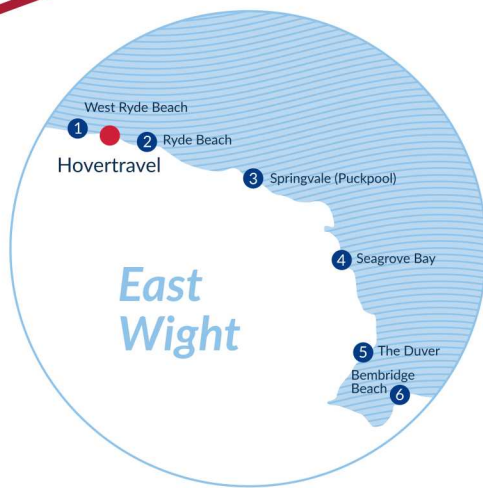 West Ryde Beach
1
2 Ryde Beach
Hovertravel
3 Springvale (Puckpool)
4 Seagrove Bay
East
Wight
5 The Duver
Bembridge
Beach 6